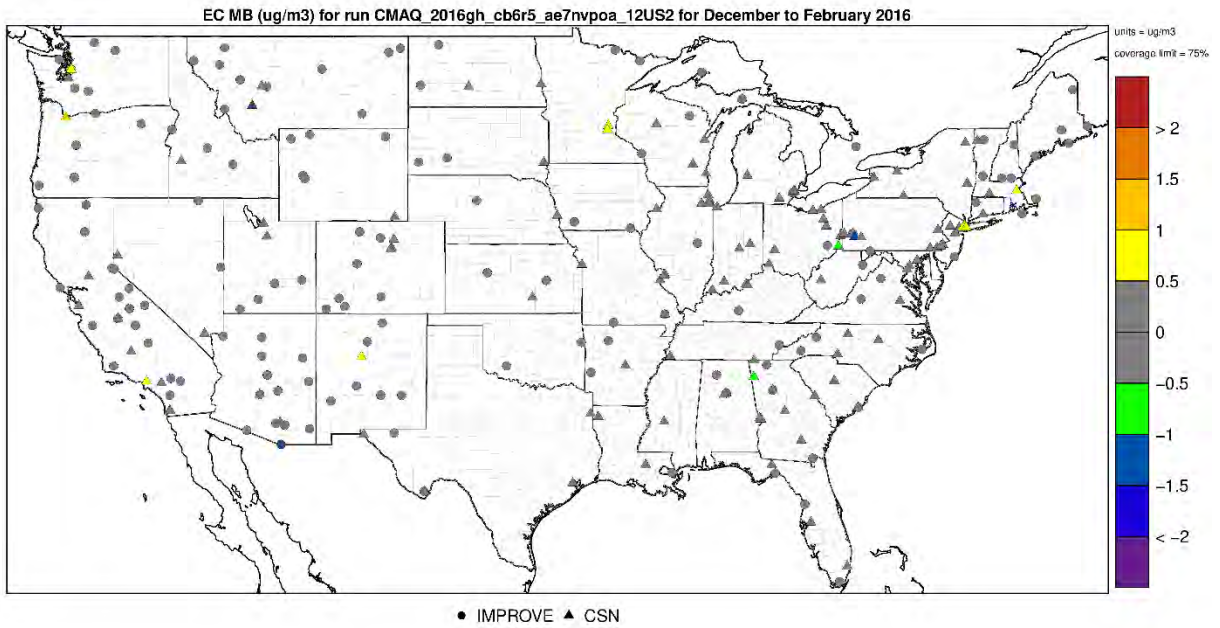 EC MB (ug/m3) for run CMAQ_2016gh_cb6r5_ae7nvpoa_12US2 for December to February 2016
units = ug/m3
coverage limit = 75%
> 2
1.5
1
0.5
0
−0.5
−1
−1.5
< −2
● IMPROVE ▲ CSN